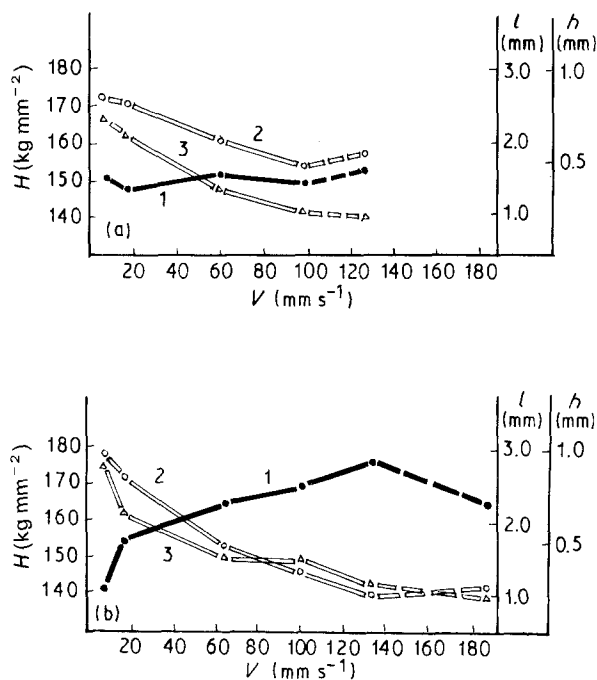 l h
(mm) (mm)
180 3.0 1.0
170
2
160 3 2.0
0.5
150
1
140 1.0
H (kg mm⁻²)
(a)
20 40 60 80 100 120 140 160 180
V (mm s⁻¹)
l h
(mm) (mm)
180 3.0 1.0
2 1
170
160 2.0
0.5
150 3
140 1.0
H (kg mm⁻²)
(b)
20 40 60 80 100 120 140 160 180
V (mm s⁻¹)